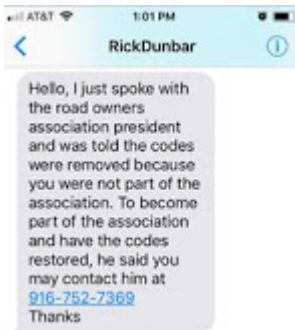 AT&T 1:01 PM
RickDunbar
Hello, I just spoke with
the road owners
association president
and was told the codes
were removed because
you were not part of the
association. To become
part of the association
and have the codes
restored, he said you
may contact him at
916-752-7369
Thanks